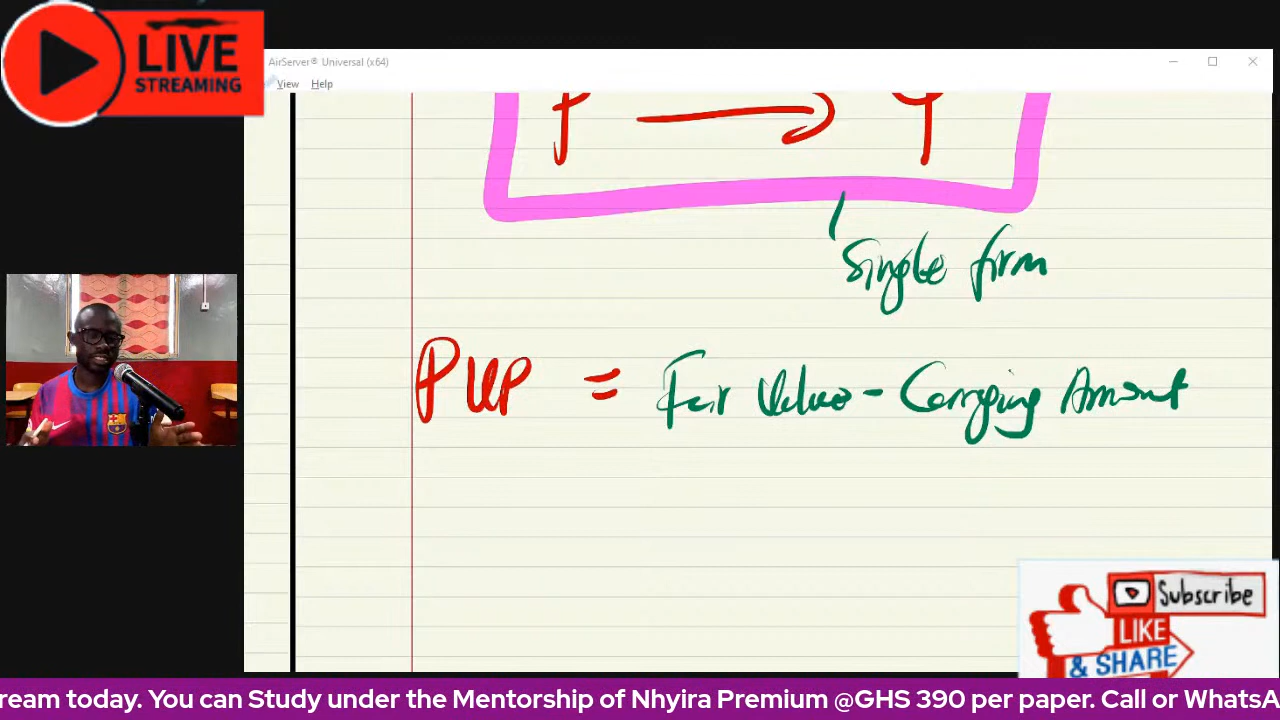 LIVE
STREAMING
AirServer® Universal (x64)
View Help
P → Y
Single firm
PUP = Fair Value - Carrying Amount
Subscribe
LIKE
& SHARE
ream today. You can Study under the Mentorship of Nhyira Premium @GHS 390 per paper. Call or WhatsA